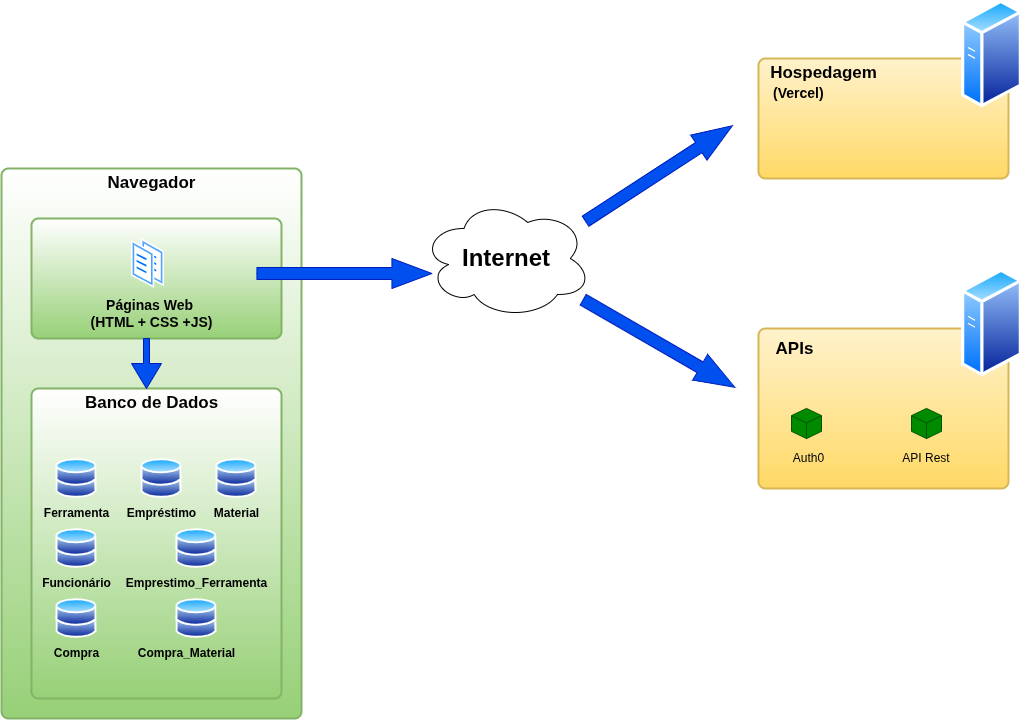 Navegador
Páginas Web
(HTML + CSS +JS)
Banco de Dados
Ferramenta
Empréstimo
Material
Funcionário
Emprestimo_Ferramenta
Compra
Compra_Material
Internet
Hospedagem
(Vercel)
APIs
Auth0
API Rest